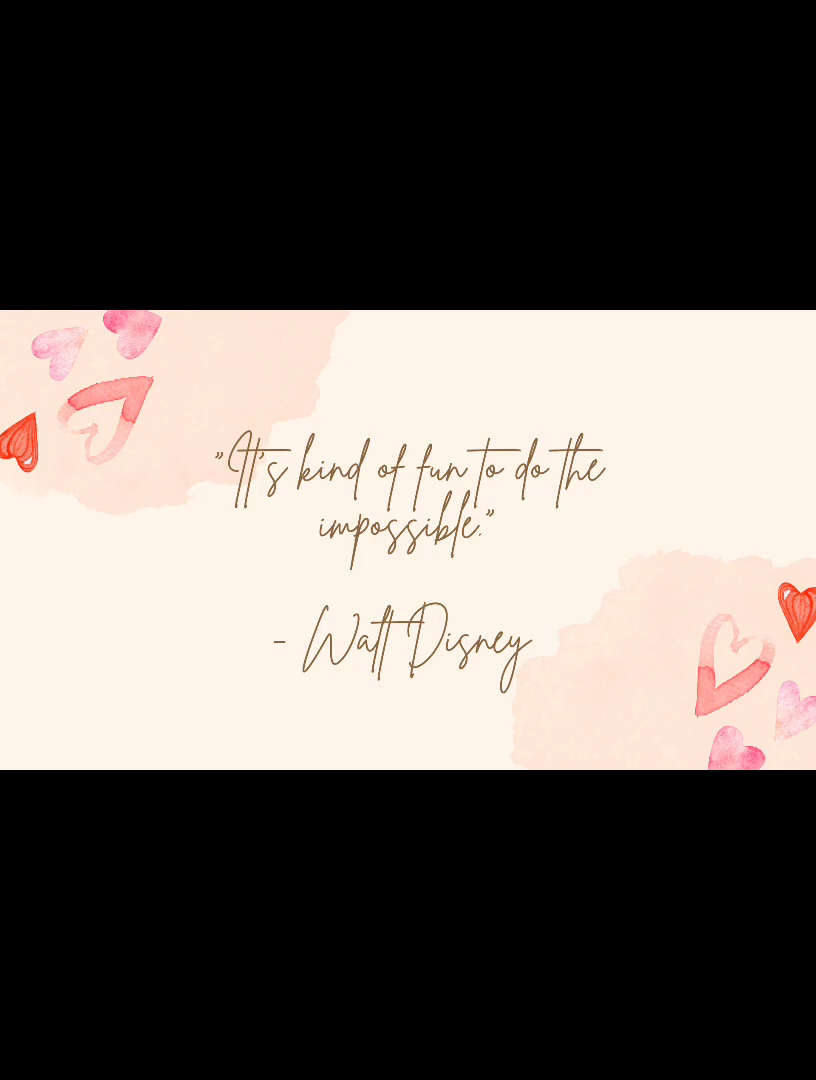 "It's kind of fun to do the
impossible."
- Walt Disney